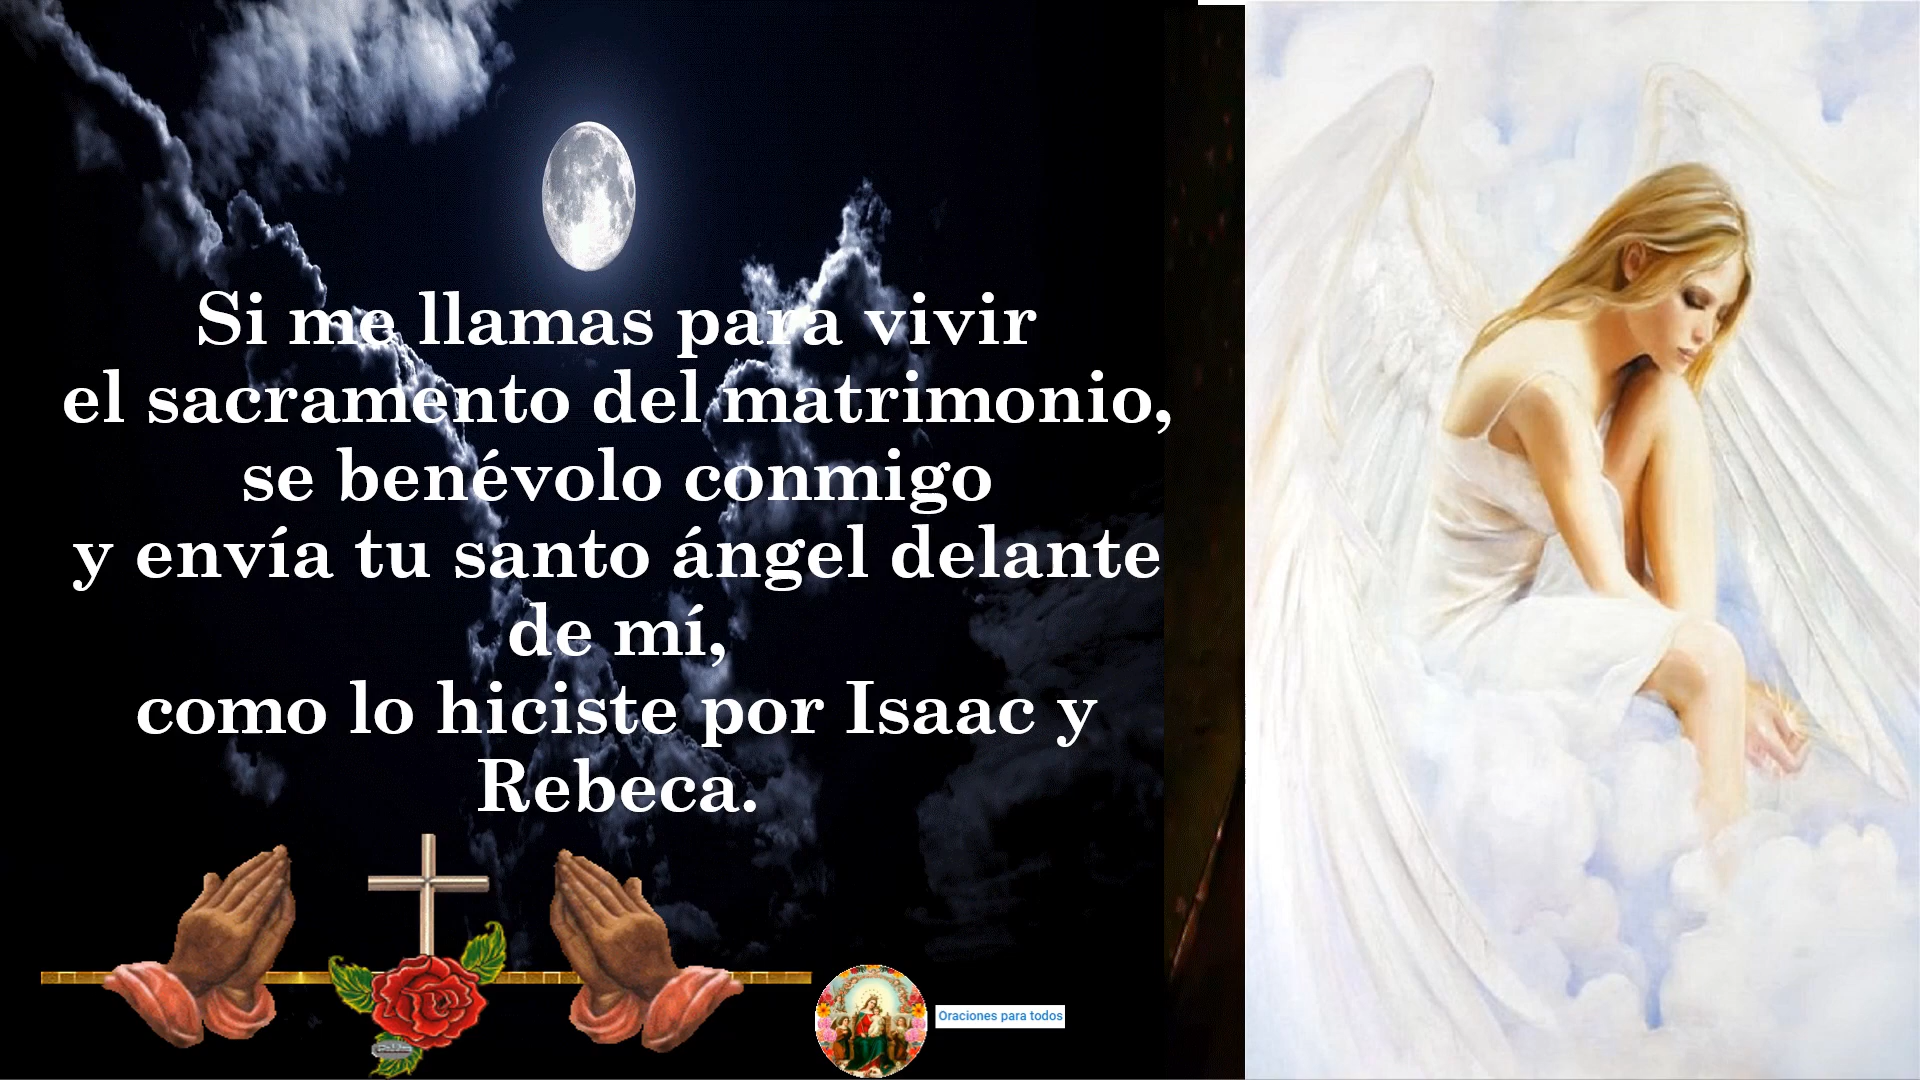 Si me llamas para vivir
el sacramento del matrimonio,
se benévolo conmigo
y envía tu santo ángel delante
de mí,
como lo hiciste por Isaac y
Rebeca.
Oraciones para todos